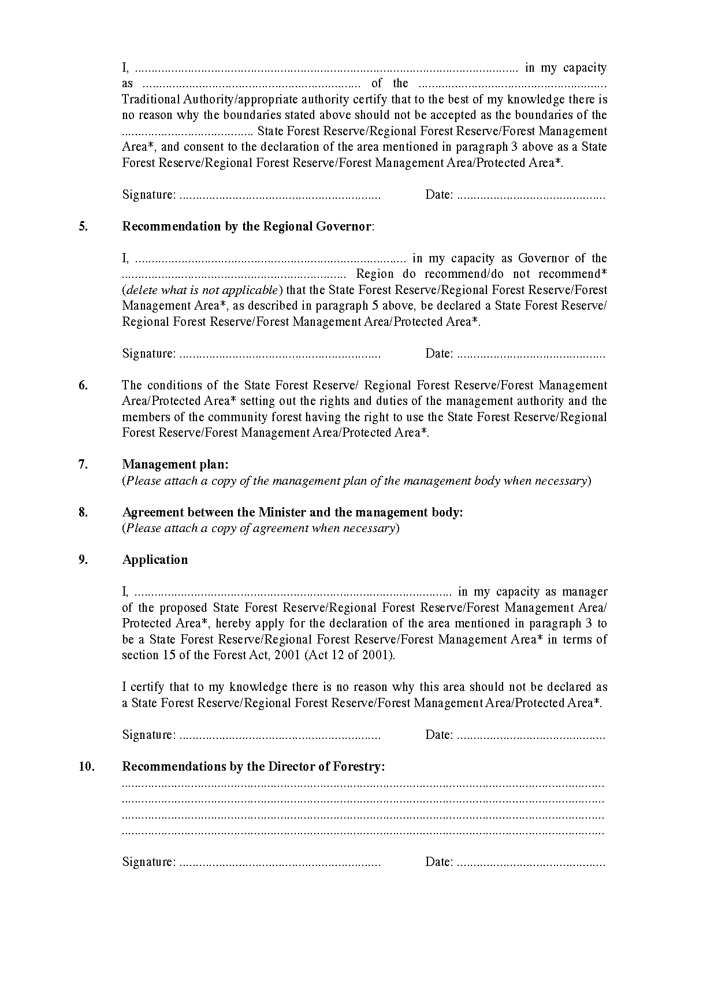 I, .................................................................................................................... in my capacity
as .................................................................. of the .........................................................
Traditional Authority/appropriate authority certify that to the best of my knowledge there is
no reason why the boundaries stated above should not be accepted as the boundaries of the
........................................ State Forest Reserve/Regional Forest Reserve/Forest Management
Area*, and consent to the declaration of the area mentioned in paragraph 3 above as a State
Forest Reserve/Regional Forest Reserve/Forest Management Area/Protected Area*.
Signature: ............................................................. Date: .............................................
5. Recommendation by the Regional Governor:
I, .................................................................................. in my capacity as Governor of the
.................................................................... Region do recommend/do not recommend*
(delete what is not applicable) that the State Forest Reserve/Regional Forest Reserve/Forest
Management Area*, as described in paragraph 5 above, be declared a State Forest Reserve/
Regional Forest Reserve/Forest Management Area/Protected Area*.
Signature: ............................................................. Date: .............................................
6. The conditions of the State Forest Reserve/ Regional Forest Reserve/Forest Management
Area/Protected Area* setting out the rights and duties of the management authority and the
members of the community forest having the right to use the State Forest Reserve/Regional
Forest Reserve/Forest Management Area/Protected Area*.
7. Management plan:
(Please attach a copy of the management plan of the management body when necessary)
8. Agreement between the Minister and the management body:
(Please attach a copy of agreement when necessary)
9. Application
I, ................................................................................................ in my capacity as manager
of the proposed State Forest Reserve/Regional Forest Reserve/Forest Management Area/
Protected Area*, hereby apply for the declaration of the area mentioned in paragraph 3 to
be a State Forest Reserve/Regional Forest Reserve/Forest Management Area* in terms of
section 15 of the Forest Act, 2001 (Act 12 of 2001).
I certify that to my knowledge there is no reason why this area should not be declared as
a State Forest Reserve/Regional Forest Reserve/Forest Management Area/Protected Area*.
Signature: ............................................................. Date: .............................................
10. Recommendations by the Director of Forestry:
..................................................................................................................................................
..................................................................................................................................................
..................................................................................................................................................
..................................................................................................................................................
Signature: ............................................................. Date: .............................................